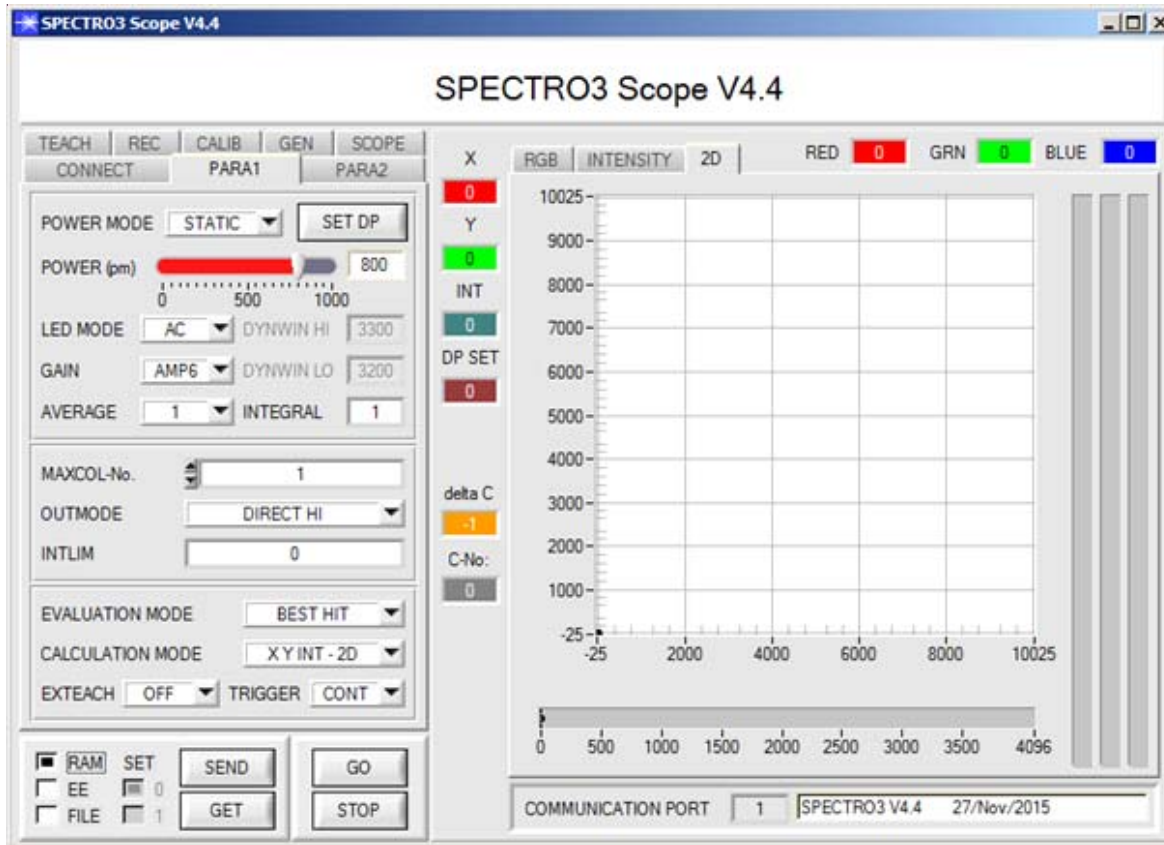 SPECTRO3 Scope V4.4
SPECTRO3 Scope V4.4
TEACH REC CALIB GEN SCOPE
CONNECT PARA1 PARA2
POWER MODE STATIC SET DP
POWER (pm) 800
0 500 1000
LED MODE AC DYNWIN HI 3300
GAIN AMP6 DYNWIN LO 3200
AVERAGE 1 INTEGRAL 1
MAXCOL-No. 1
OUTMODE DIRECT HI
INTLIM 0
EVALUATION MODE BEST HIT
CALCULATION MODE X Y INT - 2D
EXTEACH OFF TRIGGER CONT
RAM SET SEND GO
EE 0
FILE 1 GET STOP
X
0
Y
0
INT
0
DP SET
0
delta C
-1
C-No:
0
RGB INTENSITY 2D RED 0 GRN 0 BLUE 0
10025
9000
8000
7000
6000
5000
4000
3000
2000
1000
-25
-25 2000 4000 6000 8000 10025
0 500 1000 1500 2000 2500 3000 3500 4096
COMMUNICATION PORT 1 SPECTRO3 V4.4 27/Nov/2015